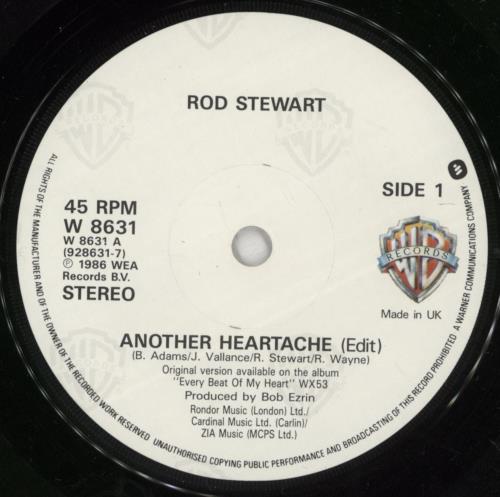 ROD STEWART
45 RPM
W 8631
W 8631 A
(928631-7)
℗ 1986 WEA
Records B.V.
STEREO
SIDE 1
WB
RECORDS
Made in UK
ANOTHER HEARTACHE (Edit)
(B. Adams/J. Vallance/R. Stewart/R. Wayne)
Original version available on the album
"Every Beat Of My Heart" WX53
Produced by Bob Ezrin
Rondor Music (London) Ltd./
Cardinal Music Ltd. (Carlin)/
ZIA Music (MCPS Ltd.)
ALL RIGHTS OF THE MANUFACTURER AND OF THE OWNER OF THE RECORDED WORK RESERVED. UNAUTHORISED COPYING PUBLIC PERFORMANCE AND BROADCASTING OF THIS RECORD PROHIBITED A WARNER COMMUNICATIONS COMPANY